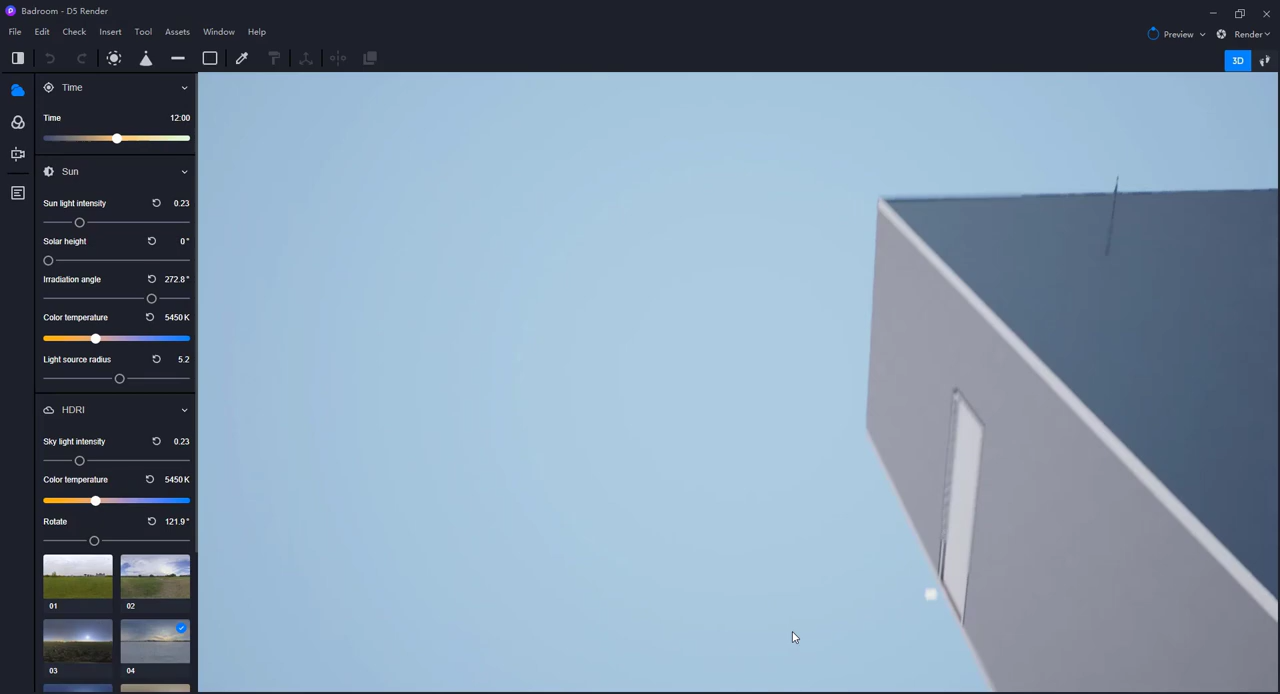 Badroom - D5 Render
File Edit Check Insert Tool Assets Window Help
Preview Render
3D
Time
Time 12:00
Sun
Sun light intensity 0.23
Solar height 0°
Irradiation angle 272.8°
Color temperature 5450 K
Light source radius 5.2
HDRI
Sky light intensity 0.23
Color temperature 5450 K
Rotate 121.9°
01 02
03 04